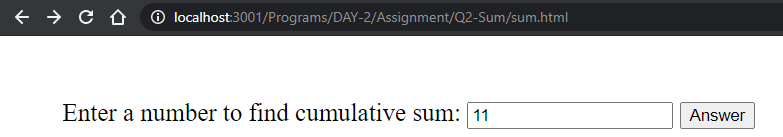 localhost:3001/Programs/DAY-2/Assignment/Q2-Sum/sum.html
Enter a number to find cumulative sum: 11 Answer